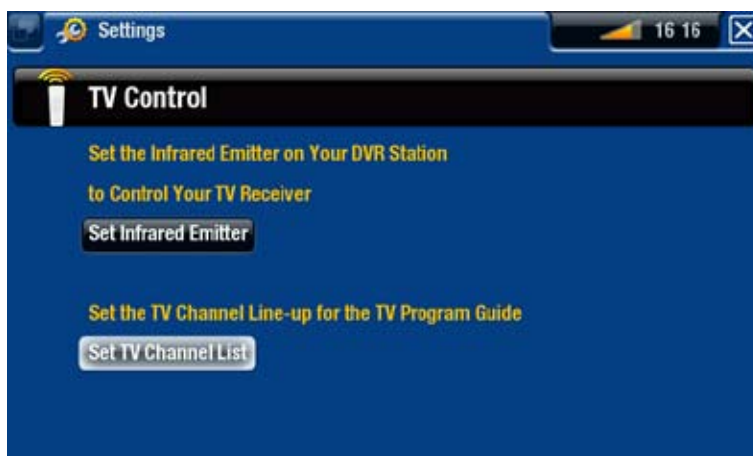 Settings
16 16
TV Control
Set the Infrared Emitter on Your DVR Station
to Control Your TV Receiver
Set Infrared Emitter
Set the TV Channel Line-up for the TV Program Guide
Set TV Channel List